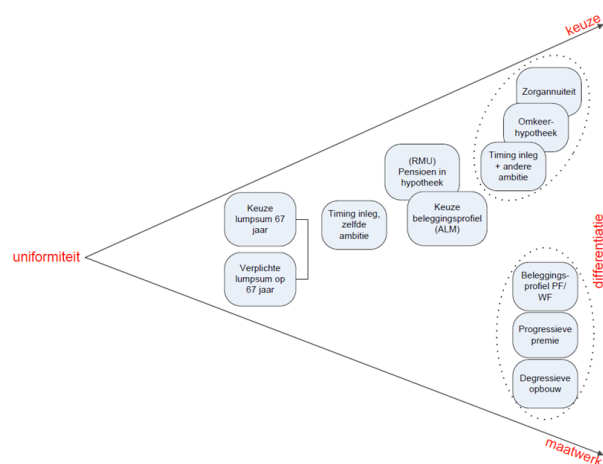 keuze
Zorgannuiteit
Omkeer-
hypotheek
Timing inleg
+ andere
ambitie
(RMU)
Pensioen in
hypotheek
Keuze
beleggingsprofiel
(ALM)
Timing inleg,
zelfde
ambitie
Keuze
lumpsum 67
jaar
Verplichte
lumpsum op
67 jaar
uniformiteit
differentiatie
Beleggings-
profiel PF/
WF
Progressieve
premie
Degressieve
opbouw
maatwerk